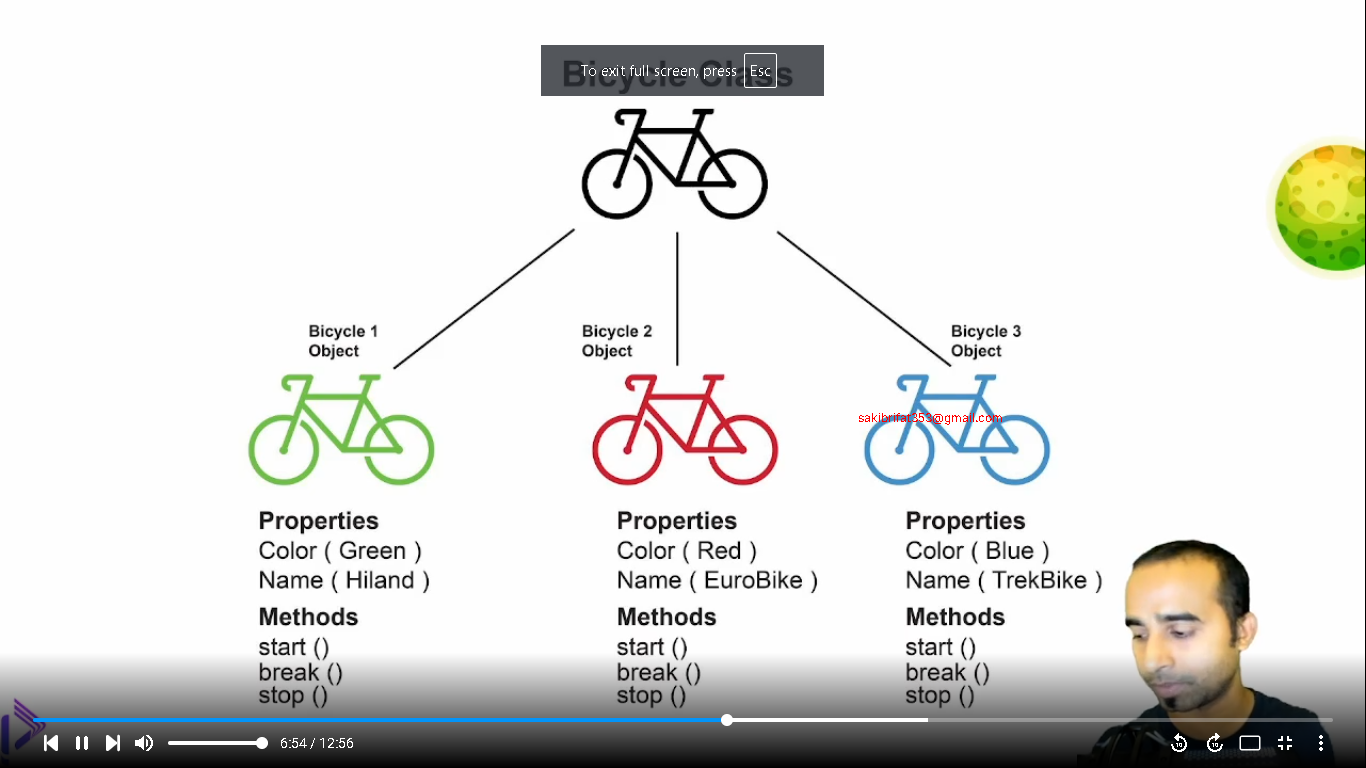 Bicycle Class
To exit full screen, press Esc
Bicycle 1
Object
Bicycle 2
Object
Bicycle 3
Object
sakibrifat353@gmail.com
Properties
Color ( Green )
Name ( Hiland )
Methods
start ()
break ()
stop ()
Properties
Color ( Red )
Name ( EuroBike )
Methods
start ()
break ()
stop ()
Properties
Color ( Blue )
Name ( TrekBike )
Methods
start ()
break ()
stop ()
6:54 / 12:56
10
10